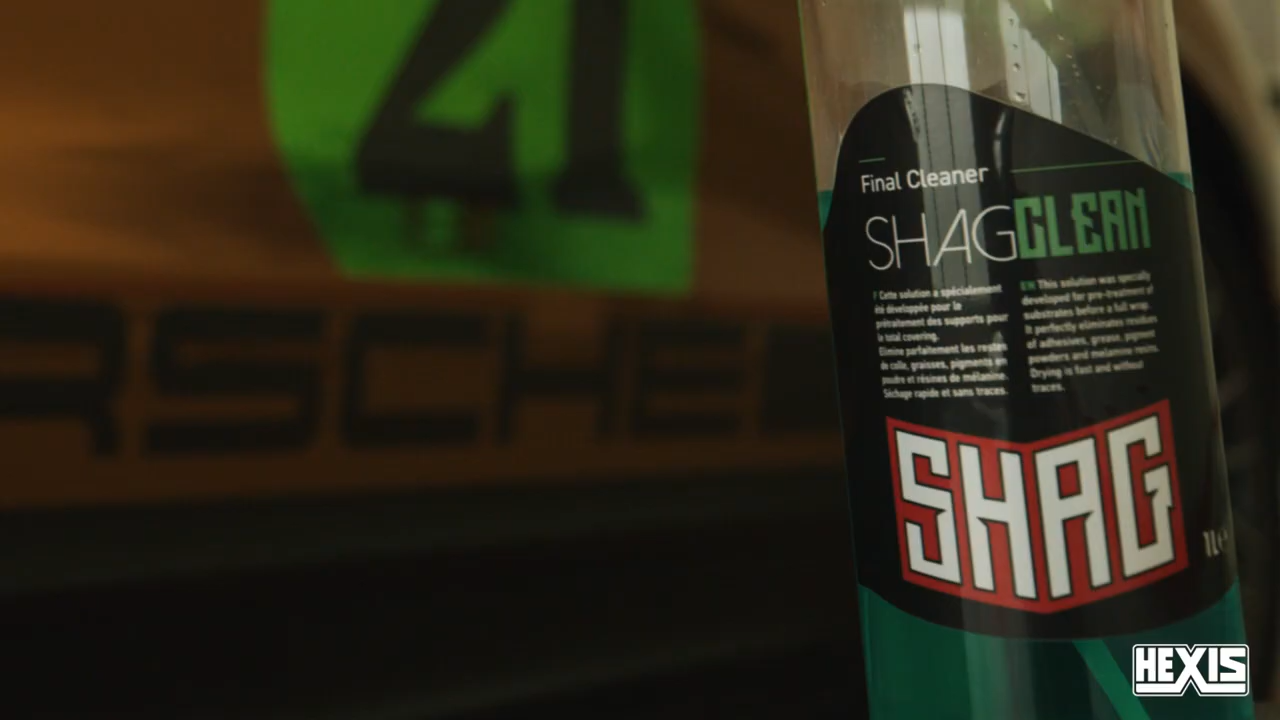 21
RSCHE
Final Cleaner
SHAGCLEAN
F Cette solution a spécialement
été développée pour le
prétraitement des supports pour
le total covering.
Elimine parfaitement les restes
de colle, graisses, pigments en
poudre et résines de mélamine.
Séchage rapide et sans traces.
EN This solution was specially
developed for pre-treatment of
substrates before a full wrap.
It perfectly eliminates residues
of adhesives, grease, pigment
powders and melamine resins.
Drying is fast and without
traces.
SHAG
1L e
HEXIS